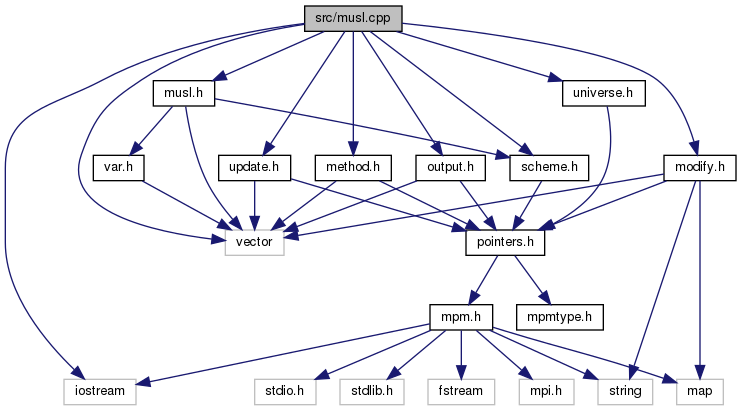 src/musl.cpp
musl.h
universe.h
var.h
update.h
method.h
output.h
scheme.h
modify.h
vector
pointers.h
mpm.h
mpmtype.h
iostream
stdio.h
stdlib.h
fstream
mpi.h
string
map